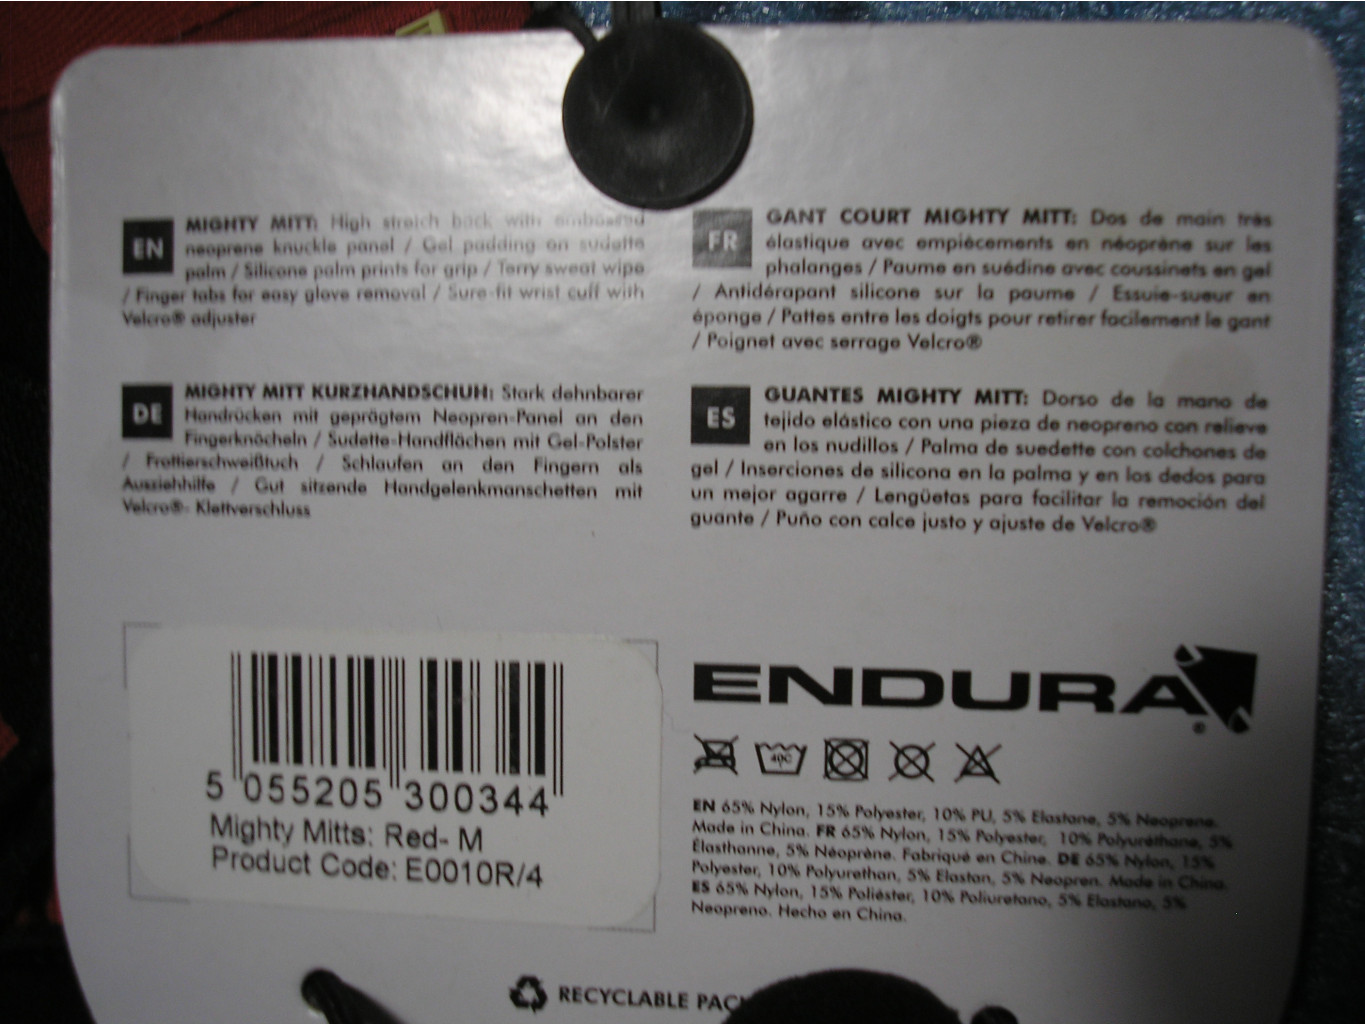 EN MIGHTY MITT: High stretch back with embossed
neoprene knuckle panel / Gel padding on sudette
palm / Silicone palm prints for grip / Terry sweat wipe
/ Finger tabs for easy glove removal / Sure-fit wrist cuff with
Velcro® adjuster
FR GANT COURT MIGHTY MITT: Dos de main très
élastique avec empiècements en néoprène sur les
phalanges / Paume en suédine avec coussinets en gel
/ Antidérapant silicone sur la paume / Essuie-sueur en
éponge / Pattes entre les doigts pour retirer facilement le gant
/ Poignet avec serrage Velcro®
DE MIGHTY MITT KURZHANDSCHUH: Stark dehnbarer
Handrücken mit geprägtem Neopren-Panel an den
Fingerknöcheln / Sudette-Handflächen mit Gel-Polster
/ Frottierschweißtuch / Schlaufen an den Fingern als
Ausziehhilfe / Gut sitzende Handgelenkmanschetten mit
Velcro®- Klettverschluss
ES GUANTES MIGHTY MITT: Dorso de la mano de
tejido elástico con una pieza de neopreno con relieve
en los nudillos / Palma de suedette con colchones de
gel / Inserciones de silicona en la palma y en los dedos para
un mejor agarre / Lengüetas para facilitar la remoción del
guante / Puño con calce justo y ajuste de Velcro®
5 055205 300344
Mighty Mitts: Red- M
Product Code: E0010R/4
ENDURA®
40C
EN 65% Nylon, 15% Polyester, 10% PU, 5% Elastane, 5% Neoprene.
Made in China. FR 65% Nylon, 15% Polyester, 10% Polyuréthane, 5%
Élasthanne, 5% Néoprène. Fabriqué en Chine. DE 65% Nylon, 15%
Polyester, 10% Polyurethan, 5% Elastan, 5% Neopren. Made in China.
ES 65% Nylon, 15% Poliéster, 10% Poliuretano, 5% Elastano, 5%
Neopreno. Hecho en China.
RECYCLABLE PAC